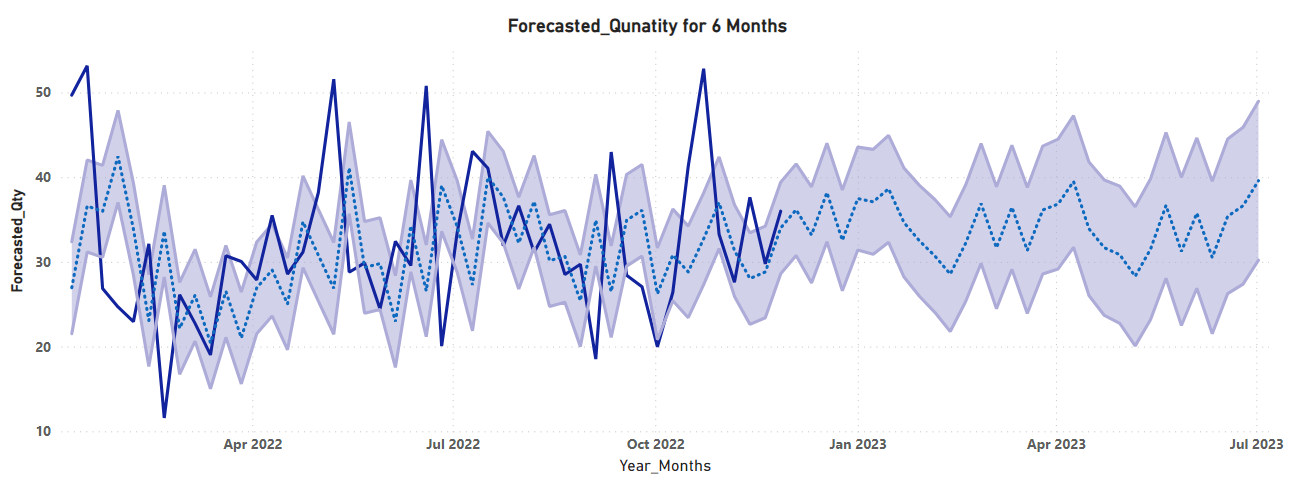 Forecasted_Qunatity for 6 Months
Forecasted_Qty
50
40
30
20
10
Apr 2022
Jul 2022
Oct 2022
Jan 2023
Apr 2023
Jul 2023
Year_Months